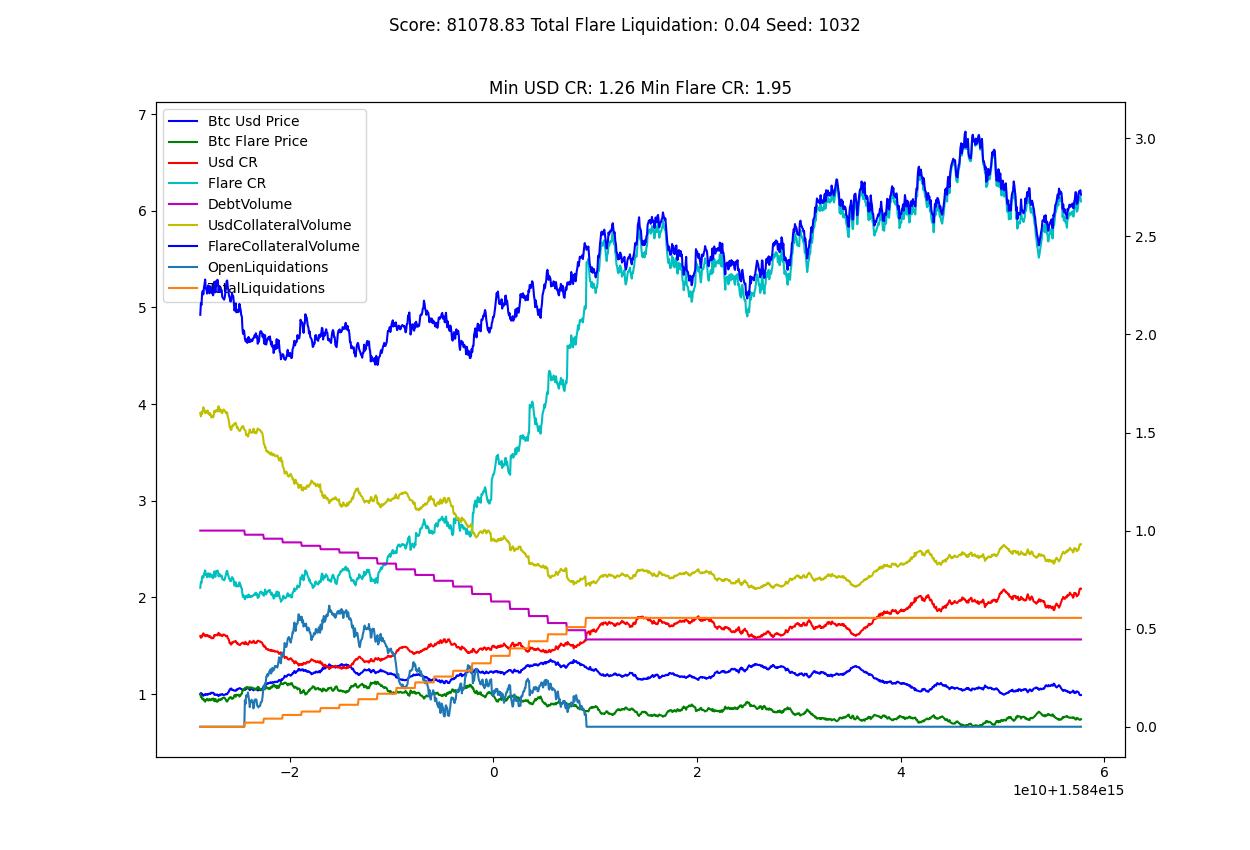 Score: 81078.83 Total Flare Liquidation: 0.04 Seed: 1032
Min USD CR: 1.26 Min Flare CR: 1.95
Btc Usd Price
Btc Flare Price
Usd CR
Flare CR
DebtVolume
UsdCollateralVolume
FlareCollateralVolume
OpenLiquidations
TotalLiquidations
7
6
5
4
3
2
1
3.0
2.5
2.0
1.5
1.0
0.5
0.0
−2
0
2
4
6
1e10+1.584e15